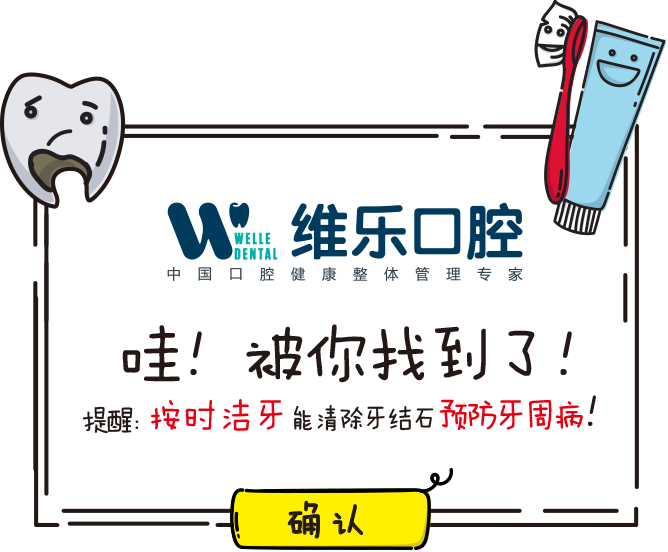 WELLE
DENTAL
维乐口腔
中国口腔健康整体管理专家
哇！被你找到了！
提醒：按时洁牙能清除牙结石预防牙周病！
确认